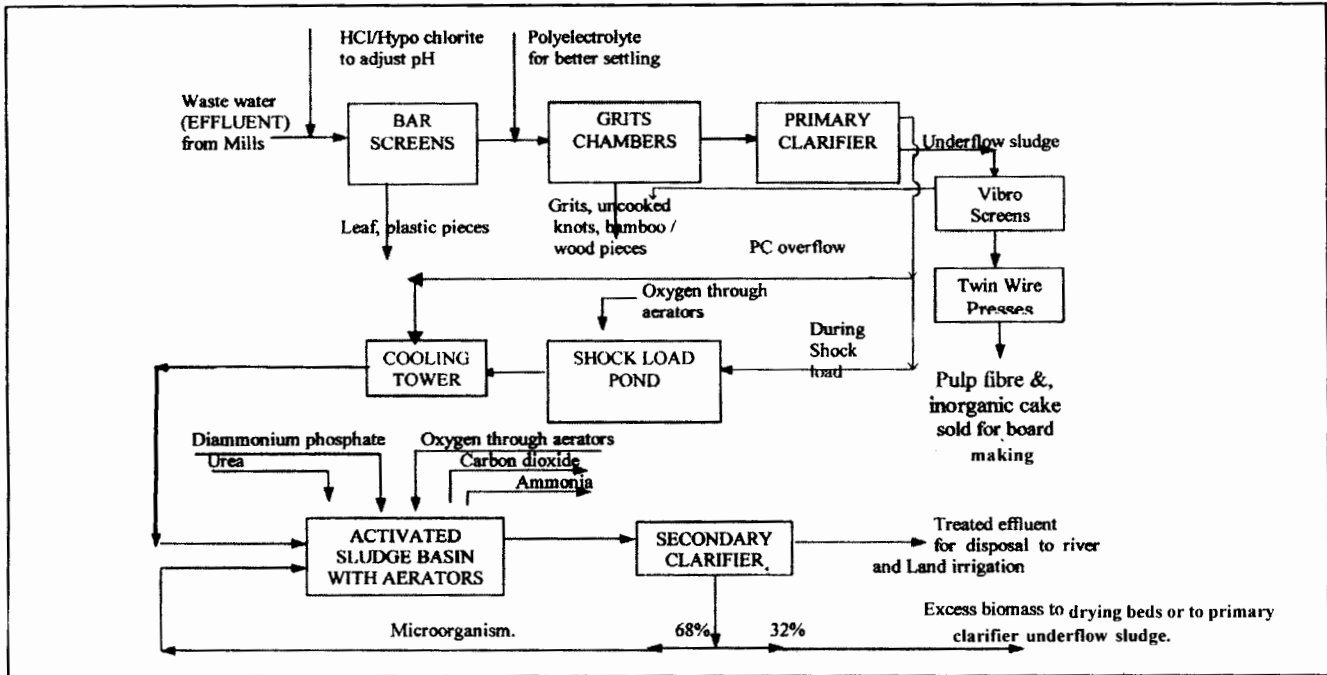 HCl/Hypo chlorite
to adjust pH
Polyelectrolyte
for better settling
Waste water
(EFFLUENT)
from Mills
BAR
SCREENS
GRITS
CHAMBERS
PRIMARY
CLARIFIER
Underflow sludge
Vibro
Screens
Leaf, plastic pieces
Grits, uncooked
knots, bamboo /
wood pieces
PC overflow
Twin Wire
Presses
Oxygen through
aerators
During
Shock
load
COOLING
TOWER
SHOCK LOAD
POND
Pulp fibre &,
inorganic cake
sold for board
making
Diammonium phosphate
Urea
Oxygen through aerators
Carbon dioxide
Ammonia
ACTIVATED
SLUDGE BASIN
WITH AERATORS
SECONDARY
CLARIFIER.
Treated effluent
for disposal to river
and Land irrigation
Microorganism.
68%
32%
Excess biomass to drying beds or to primary
clarifier underflow sludge.